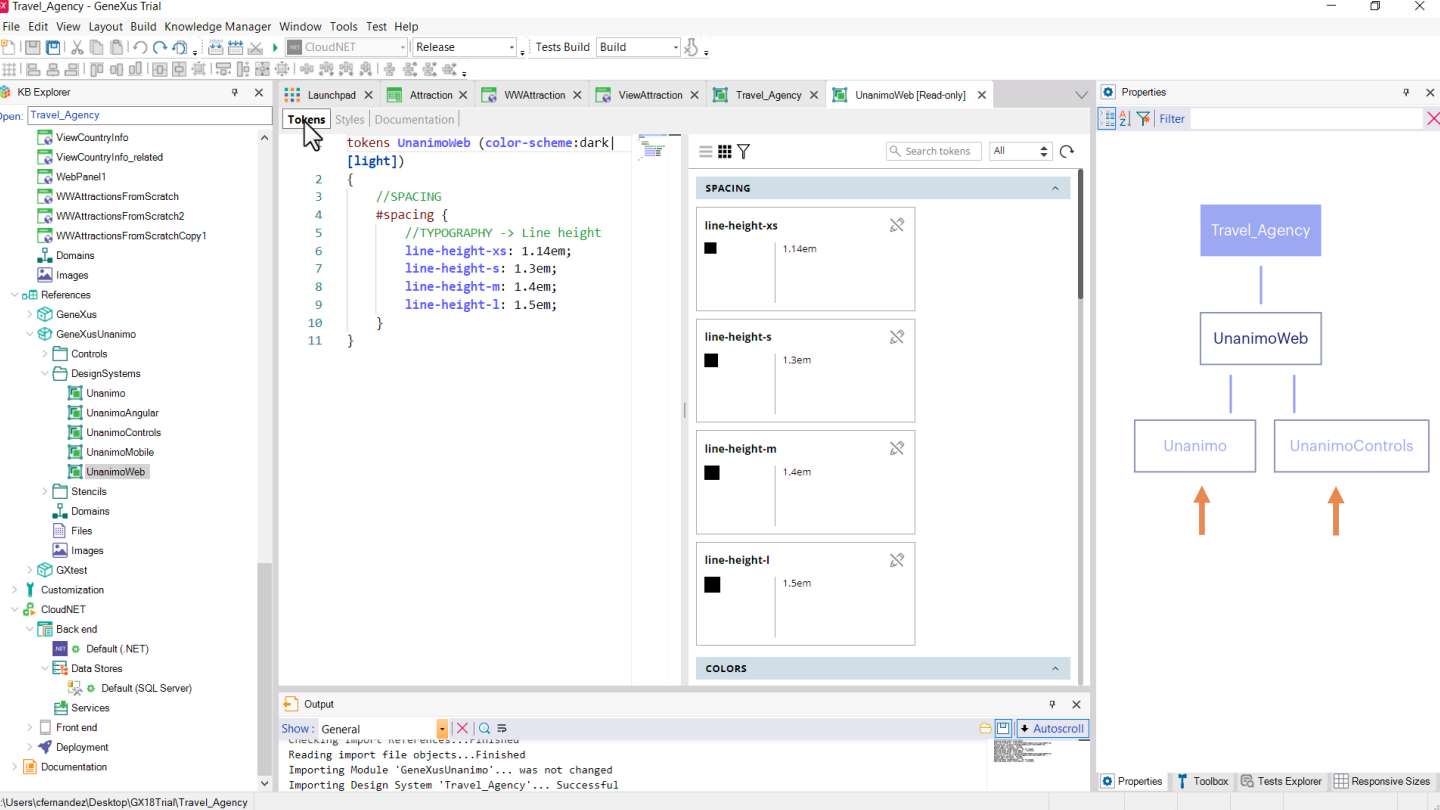 Travel_Agency - GeneXus Trial
File Edit View Layout Build Knowledge Manager Window Tools Test Help
CloudNET Release Tests Build Build
KB Explorer
Open: Travel_Agency
ViewCountryInfo
ViewCountryInfo_related
WebPanel1
WWAttractionsFromScratch
WWAttractionsFromScratch2
WWAttractionsFromScratchCopy1
Domains
Images
References
GeneXus
GeneXusUnanimo
Controls
DesignSystems
Unanimo
UnanimoAngular
UnanimoControls
UnanimoMobile
UnanimoWeb
Stencils
Domains
Files
Images
GXtest
Customization
CloudNET
Back end
Default (.NET)
Data Stores
Default (SQL Server)
Services
Front end
Deployment
Documentation
Launchpad Attraction WWAttraction ViewAttraction Travel_Agency UnanimoWeb [Read-only]
Tokens Styles Documentation
tokens UnanimoWeb (color-scheme:dark|
[light])
2 {
3 //SPACING
4 #spacing {
5 //TYPOGRAPHY -> Line height
6 line-height-xs: 1.14em;
7 line-height-s: 1.3em;
8 line-height-m: 1.4em;
9 line-height-l: 1.5em;
10 }
11 }
Search tokens All
SPACING
line-height-xs
1.14em
line-height-s
1.3em
line-height-m
1.4em
line-height-l
1.5em
COLORS
Output
Show: General Autoscroll
Checking import References...Finished
Reading import file objects...Finished
Importing Module 'GeneXusUnanimo'... was not changed
Importing Design System 'Travel_Agency'... Successful
Properties
Filter
Travel_Agency
UnanimoWeb
Unanimo UnanimoControls
Properties Toolbox Tests Explorer Responsive Sizes
:\Users\cfernandez\Desktop\GX18Trial\Travel_Agency